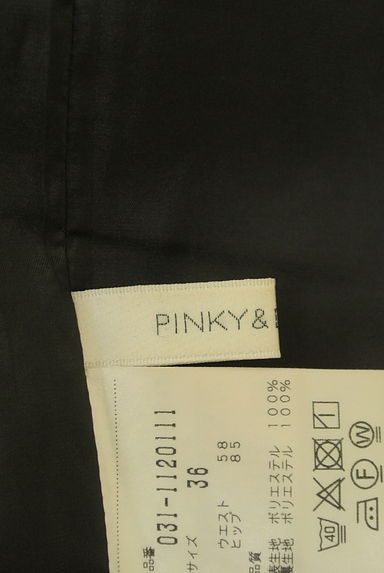 PINKY&
品番 031-1120111
サイズ 36
ウエスト 58
ヒップ 85
品質
表生地 ポリエステル 100%
裏生地 ポリエステル 100%
40
F
W